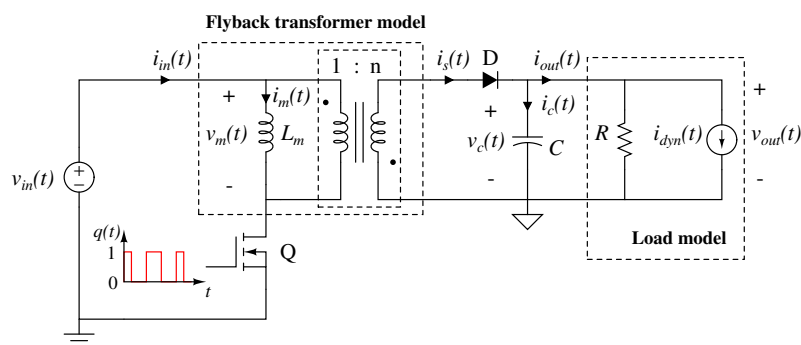 Flyback transformer model
i_in(t)
1 : n
i_s(t)
D
i_out(t)
+
i_m(t)
+
i_c(t)
+
v_m(t)
L_m
v_c(t)
C
R
i_dyn(t)
v_out(t)
v_in(t)
+
-
-
-
-
q(t)
1
0
t
Q
Load model